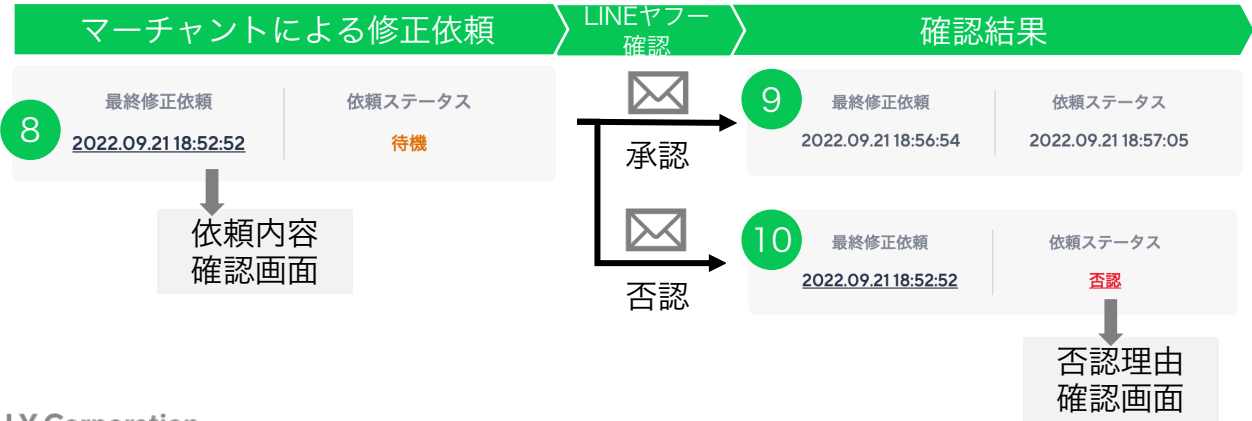 マーチャントによる修正依頼
LINEヤフー
確認
確認結果
8
最終修正依頼
依頼ステータス
2022.09.21 18:52:52
待機
依頼内容
確認画面
承認
否認
9
最終修正依頼
依頼ステータス
2022.09.21 18:56:54
2022.09.21 18:57:05
10
最終修正依頼
依頼ステータス
2022.09.21 18:52:52
否認
否認理由
確認画面
LY Corporation